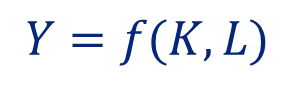 Y = f(K, L)